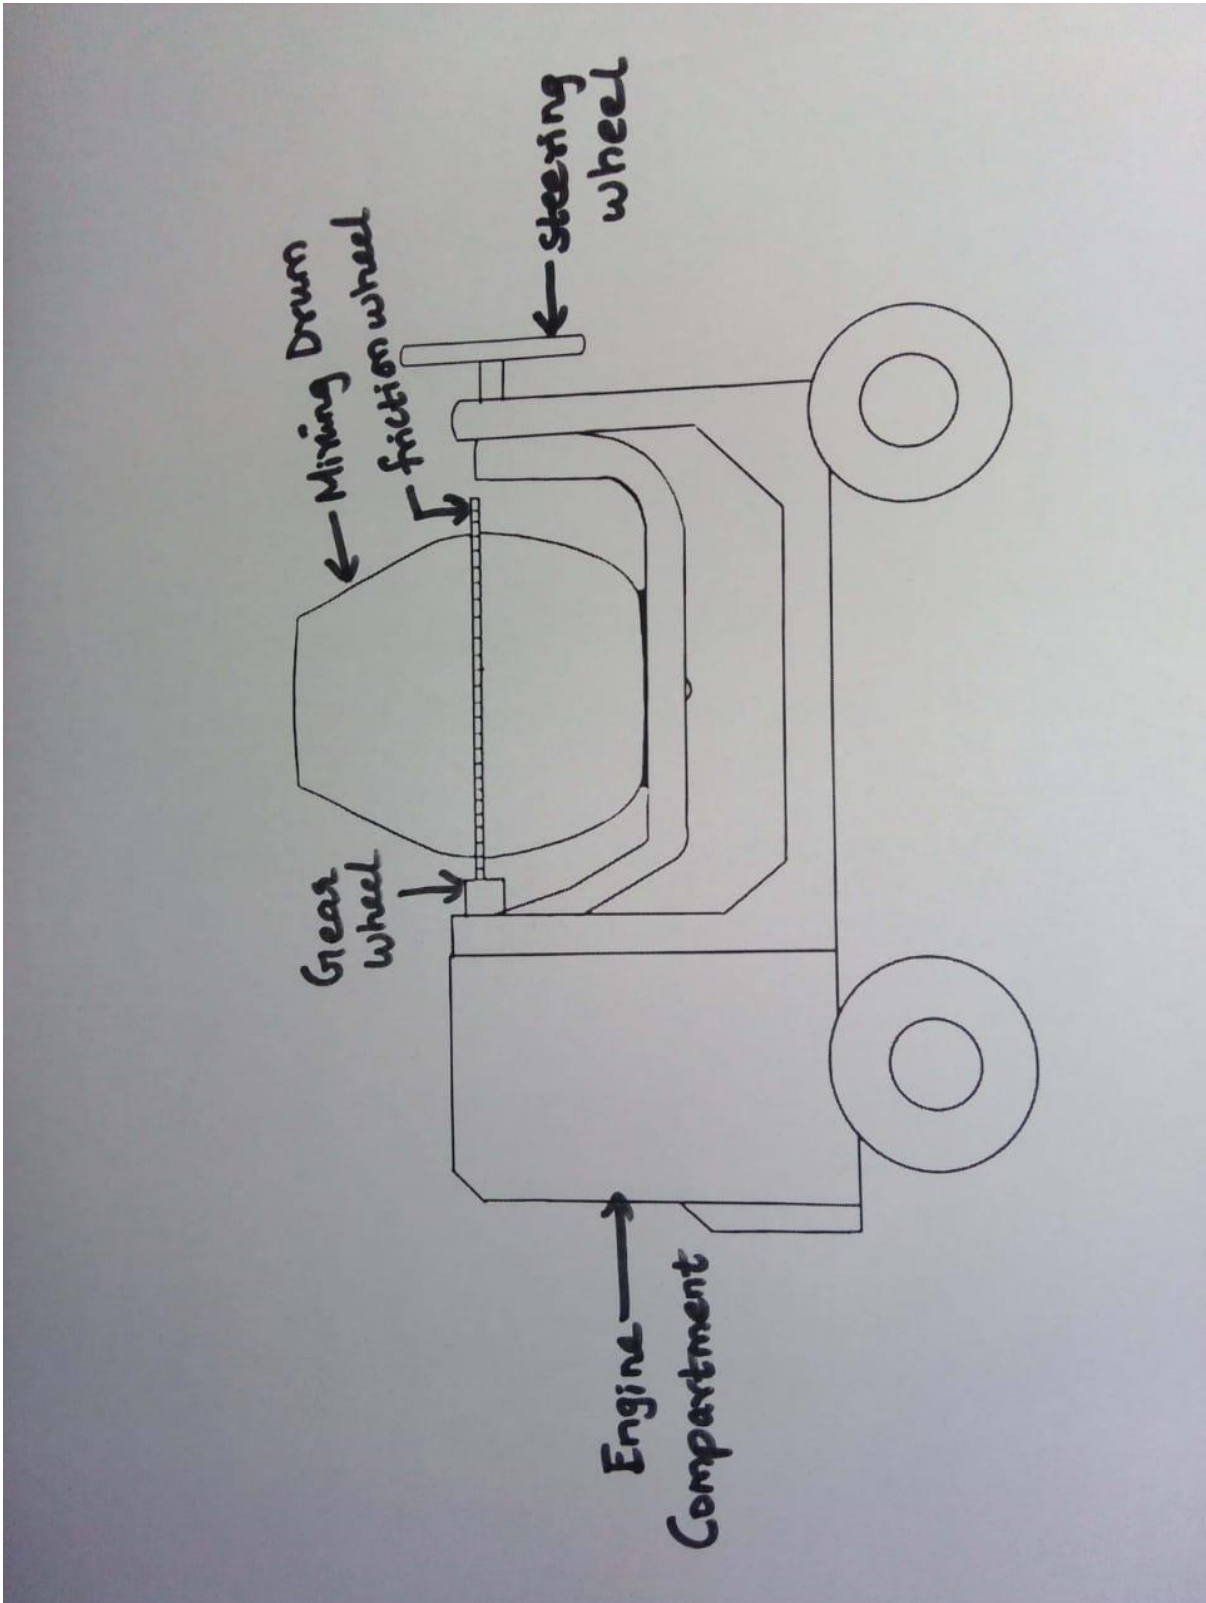 Mixing Drum
friction wheel
steering
wheel
Gear
wheel
Engine
Compartment